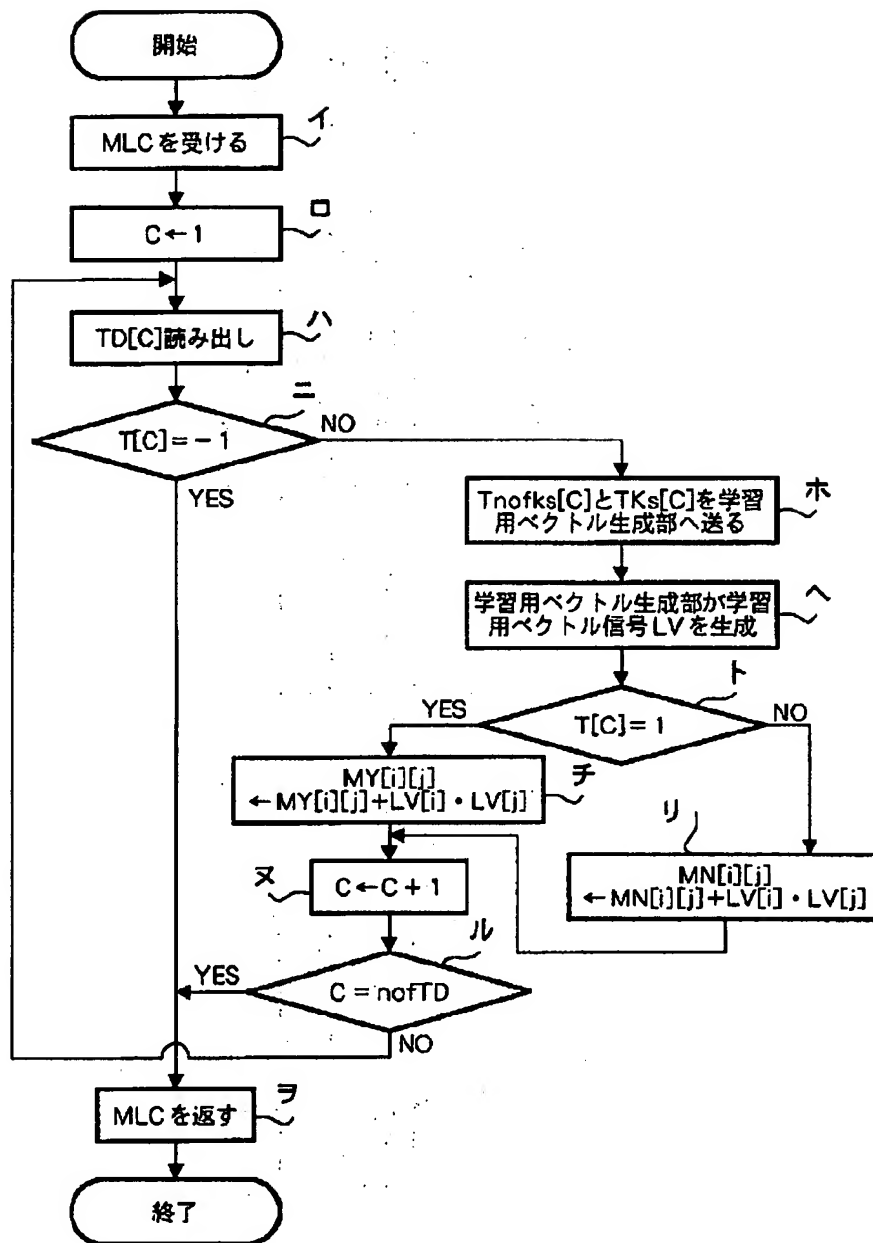 開始
MLCを受ける
イ
C←1
ロ
TD[C]読み出し
ハ
T[C]=-1
ニ
NO
YES
Tnofks[C]とTKs[C]を学習
用ベクトル生成部へ送る
ホ
学習用ベクトル生成部が学習
用ベクトル信号LVを生成
ヘ
T[C]=1
ト
YES
NO
MY[i][j]
←MY[i][j]+LV[i]・LV[j]
チ
MN[i][j]
←MN[i][j]+LV[i]・LV[j]
リ
C←C+1
ヌ
C=nofTD
ル
YES
NO
MLCを返す
ヲ
終了